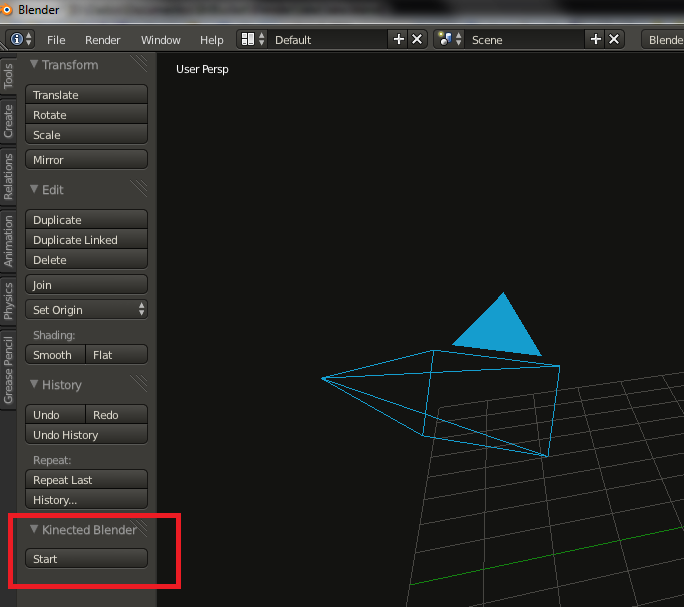 Blender
File Render Window Help Default Scene Blende
User Persp
Tools
Create
Relations
Animation
Physics
Grease Pencil
Transform
Translate
Rotate
Scale
Mirror
Edit
Duplicate
Duplicate Linked
Delete
Join
Set Origin
Shading:
Smooth Flat
History
Undo Redo
Undo History
Repeat:
Repeat Last
History...
Kinected Blender
Start